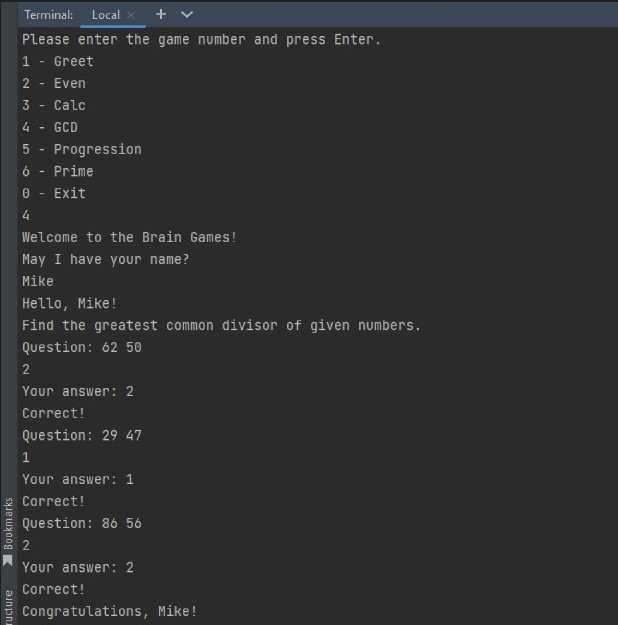 Terminal: Local × + 
Please enter the game number and press Enter.
1 - Greet
2 - Even
3 - Calc
4 - GCD
5 - Progression
6 - Prime
0 - Exit
4
Welcome to the Brain Games!
May I have your name?
Mike
Hello, Mike!
Find the greatest common divisor of given numbers.
Question: 62 50
2
Your answer: 2
Correct!
Question: 29 47
1
Your answer: 1
Correct!
Question: 86 56
2
Your answer: 2
Correct!
Congratulations, Mike!
Bookmarks
ructure